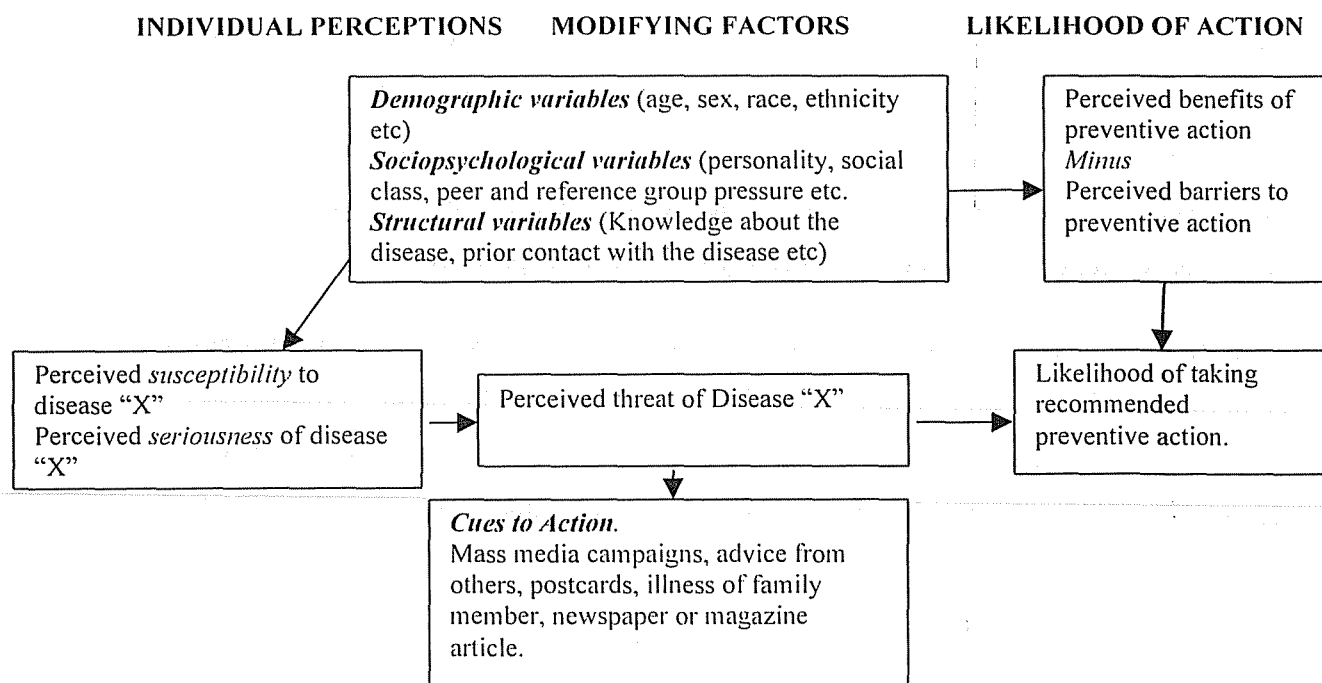 INDIVIDUAL PERCEPTIONS MODIFYING FACTORS LIKELIHOOD OF ACTION
Demographic variables (age, sex, race, ethnicity
etc)
Sociopsychological variables (personality, social
class, peer and reference group pressure etc.
Structural variables (Knowledge about the
disease, prior contact with the disease etc)
Perceived benefits of
preventive action
Minus
Perceived barriers to
preventive action
Perceived susceptibility to
disease “X”
Perceived seriousness of disease
“X”
Perceived threat of Disease “X”
Likelihood of taking
recommended
preventive action.
Cues to Action.
Mass media campaigns, advice from
others, postcards, illness of family
member, newspaper or magazine
article.